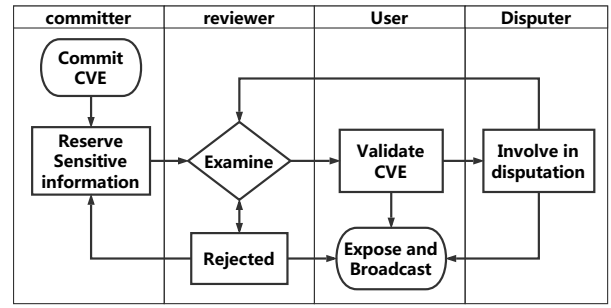 committer
reviewer
User
Disputer
Commit
CVE
Reserve
Sensitive
information
Examine
Validate
CVE
Involve in
disputation
Rejected
Expose and
Broadcast